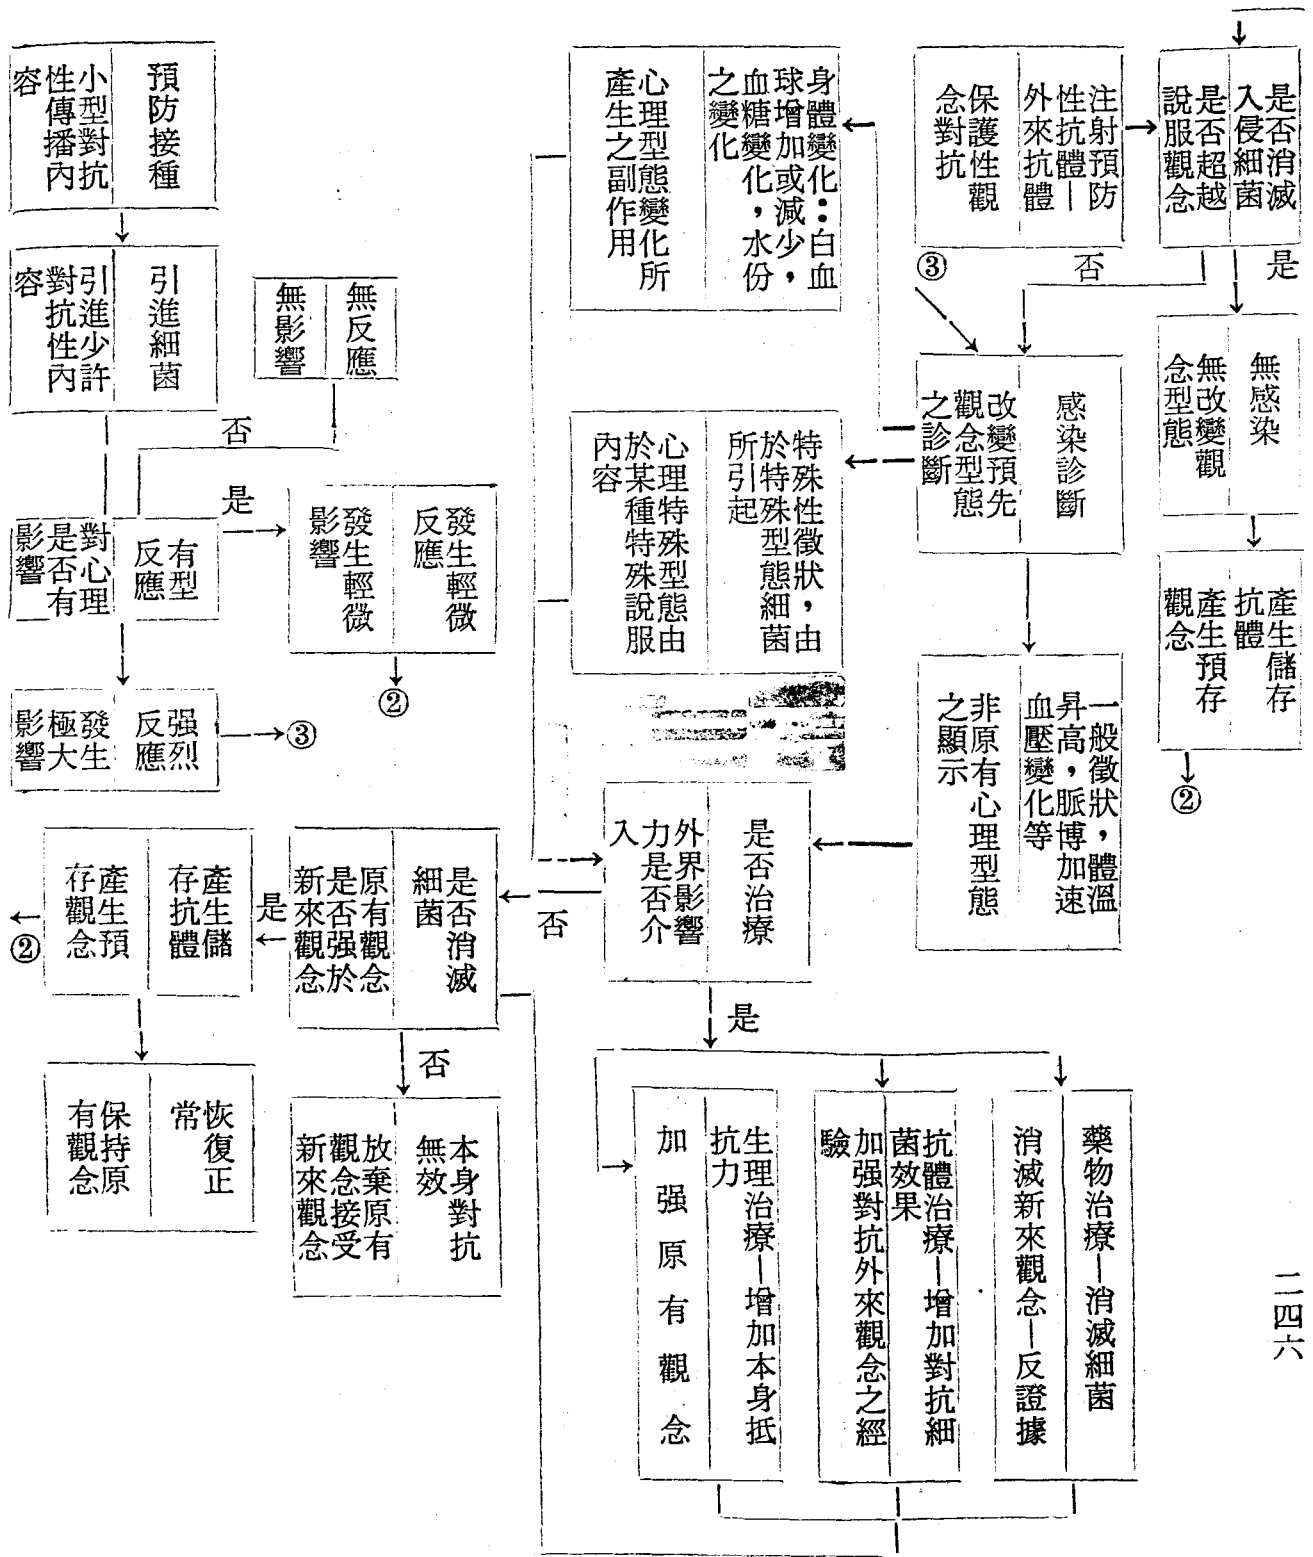 是否消滅
入侵細菌
是否超越
說服觀念
注射預防
性抗體—
外來抗體
保護性觀
念對抗
是
否
③
無感染
無改變觀
念型態
產生儲存
抗體
產生預存
觀念
②
感染診斷
改變預先
觀念型態
之診斷
一般徵狀，體溫
昇高，脈博加速
血壓變化等
非原有心理型態
之顯示
身體變化：白血
球增加或減少，
血糖變化，水份
之變化
心理型態變化所
產生之副作用
特殊性徵狀，由
於特殊型態細菌
所引起
心理特殊型態由
於某種特殊說服
內容
是否治療
外界影響
力是否介
入
是
否
藥物治療—消滅細菌
消滅新來觀念—反證據
抗體治療—增加對抗細
菌效果
加强對抗外來觀念之經
驗
生理治療—增加本身抵
抗力
加强原有觀念
是否消滅
細菌
原有觀念
是否强於
新來觀念
是
否
本身對抗
無效
放棄原有
觀念接受
新來觀念
產生儲
存抗體
產生預
存觀念
②
恢復正
常
保持原
有觀念
預防接種
小型對抗
性傳播內
容
引進細菌
引進少許
對抗性內
容
無反應
無影響
否
有型
反應
對心理
是否有
影響
是
發生輕微
反應
發生輕微
影響
②
强烈
反應
發生
極大
影響
③
二四六